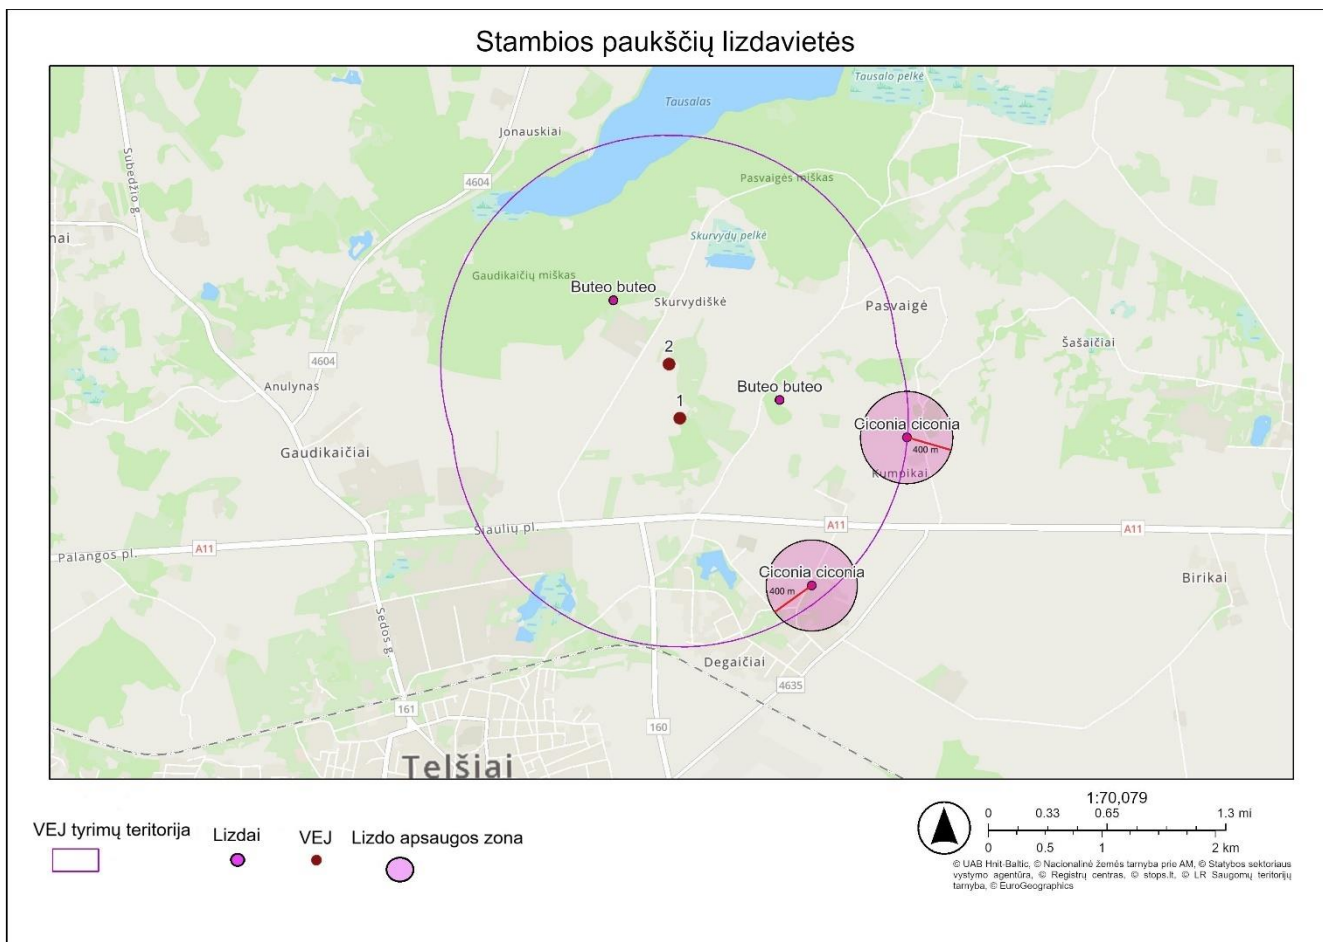 Stambios paukščių lizdavietės
Tausalo pelkė
Tausalas
Jonauskiai
Subedžio g.
4604
Pasvaigės miškas
nai
Skurvydų pelkė
Gaudikaičių miškas
Buteo buteo
Skurvydiškė
Pasvaigė
Šašaičiai
2
4604
Anulynas
Buteo buteo
1
Ciconia ciconia
Gaudikaičiai
400 m
Kumpikai
Šiaulių pl.
A11
A11
A11
Palangos pl.
Ciconia ciconia
Birikai
400 m
Sedos g.
Degaičiai
4635
161
160
Telšiai
1:70,079
0 0.33 0.65 1.3 mi
0 0.5 1 2 km
VEJ tyrimų teritorija Lizdai VEJ Lizdo apsaugos zona
© UAB Hnit-Baltic, © Nacionalinė žemės tarnyba prie AM, © Statybos sektoriaus
vystymo agentūra, © Registrų centras, © stops.lt, © LR Saugomų teritorijų
tarnyba, © EuroGeographics